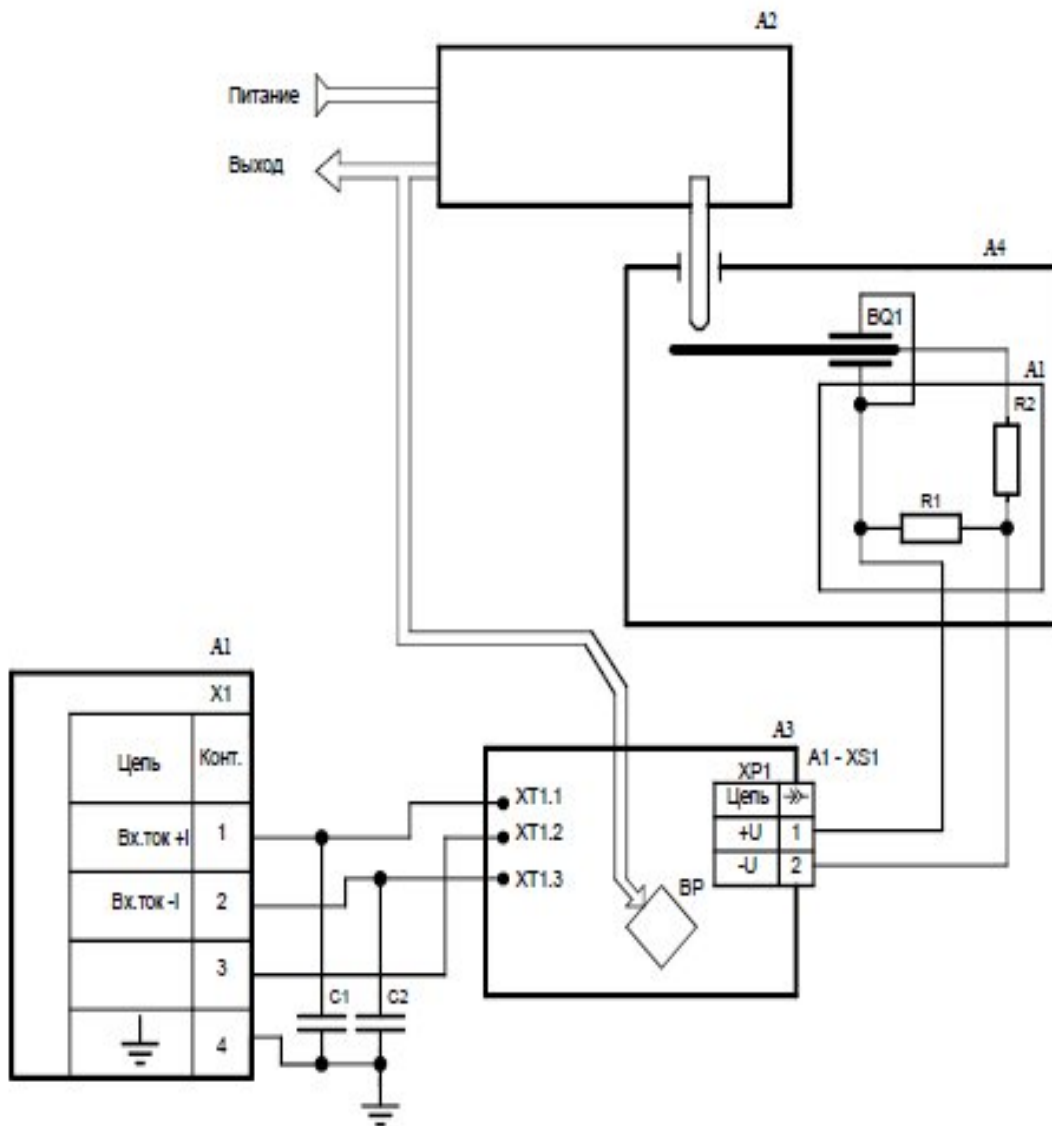 A2
Питание
Выход
A4
BQ1
A1
R2
R1
A1
X1
Цепь Конт.
Вх.ток +I 1
Вх.ток -I 2
3
4
C1 C2
A3
A1 - XS1
XP1
Цепь
+U 1
-U 2
XT1.1
XT1.2
XT1.3
BP